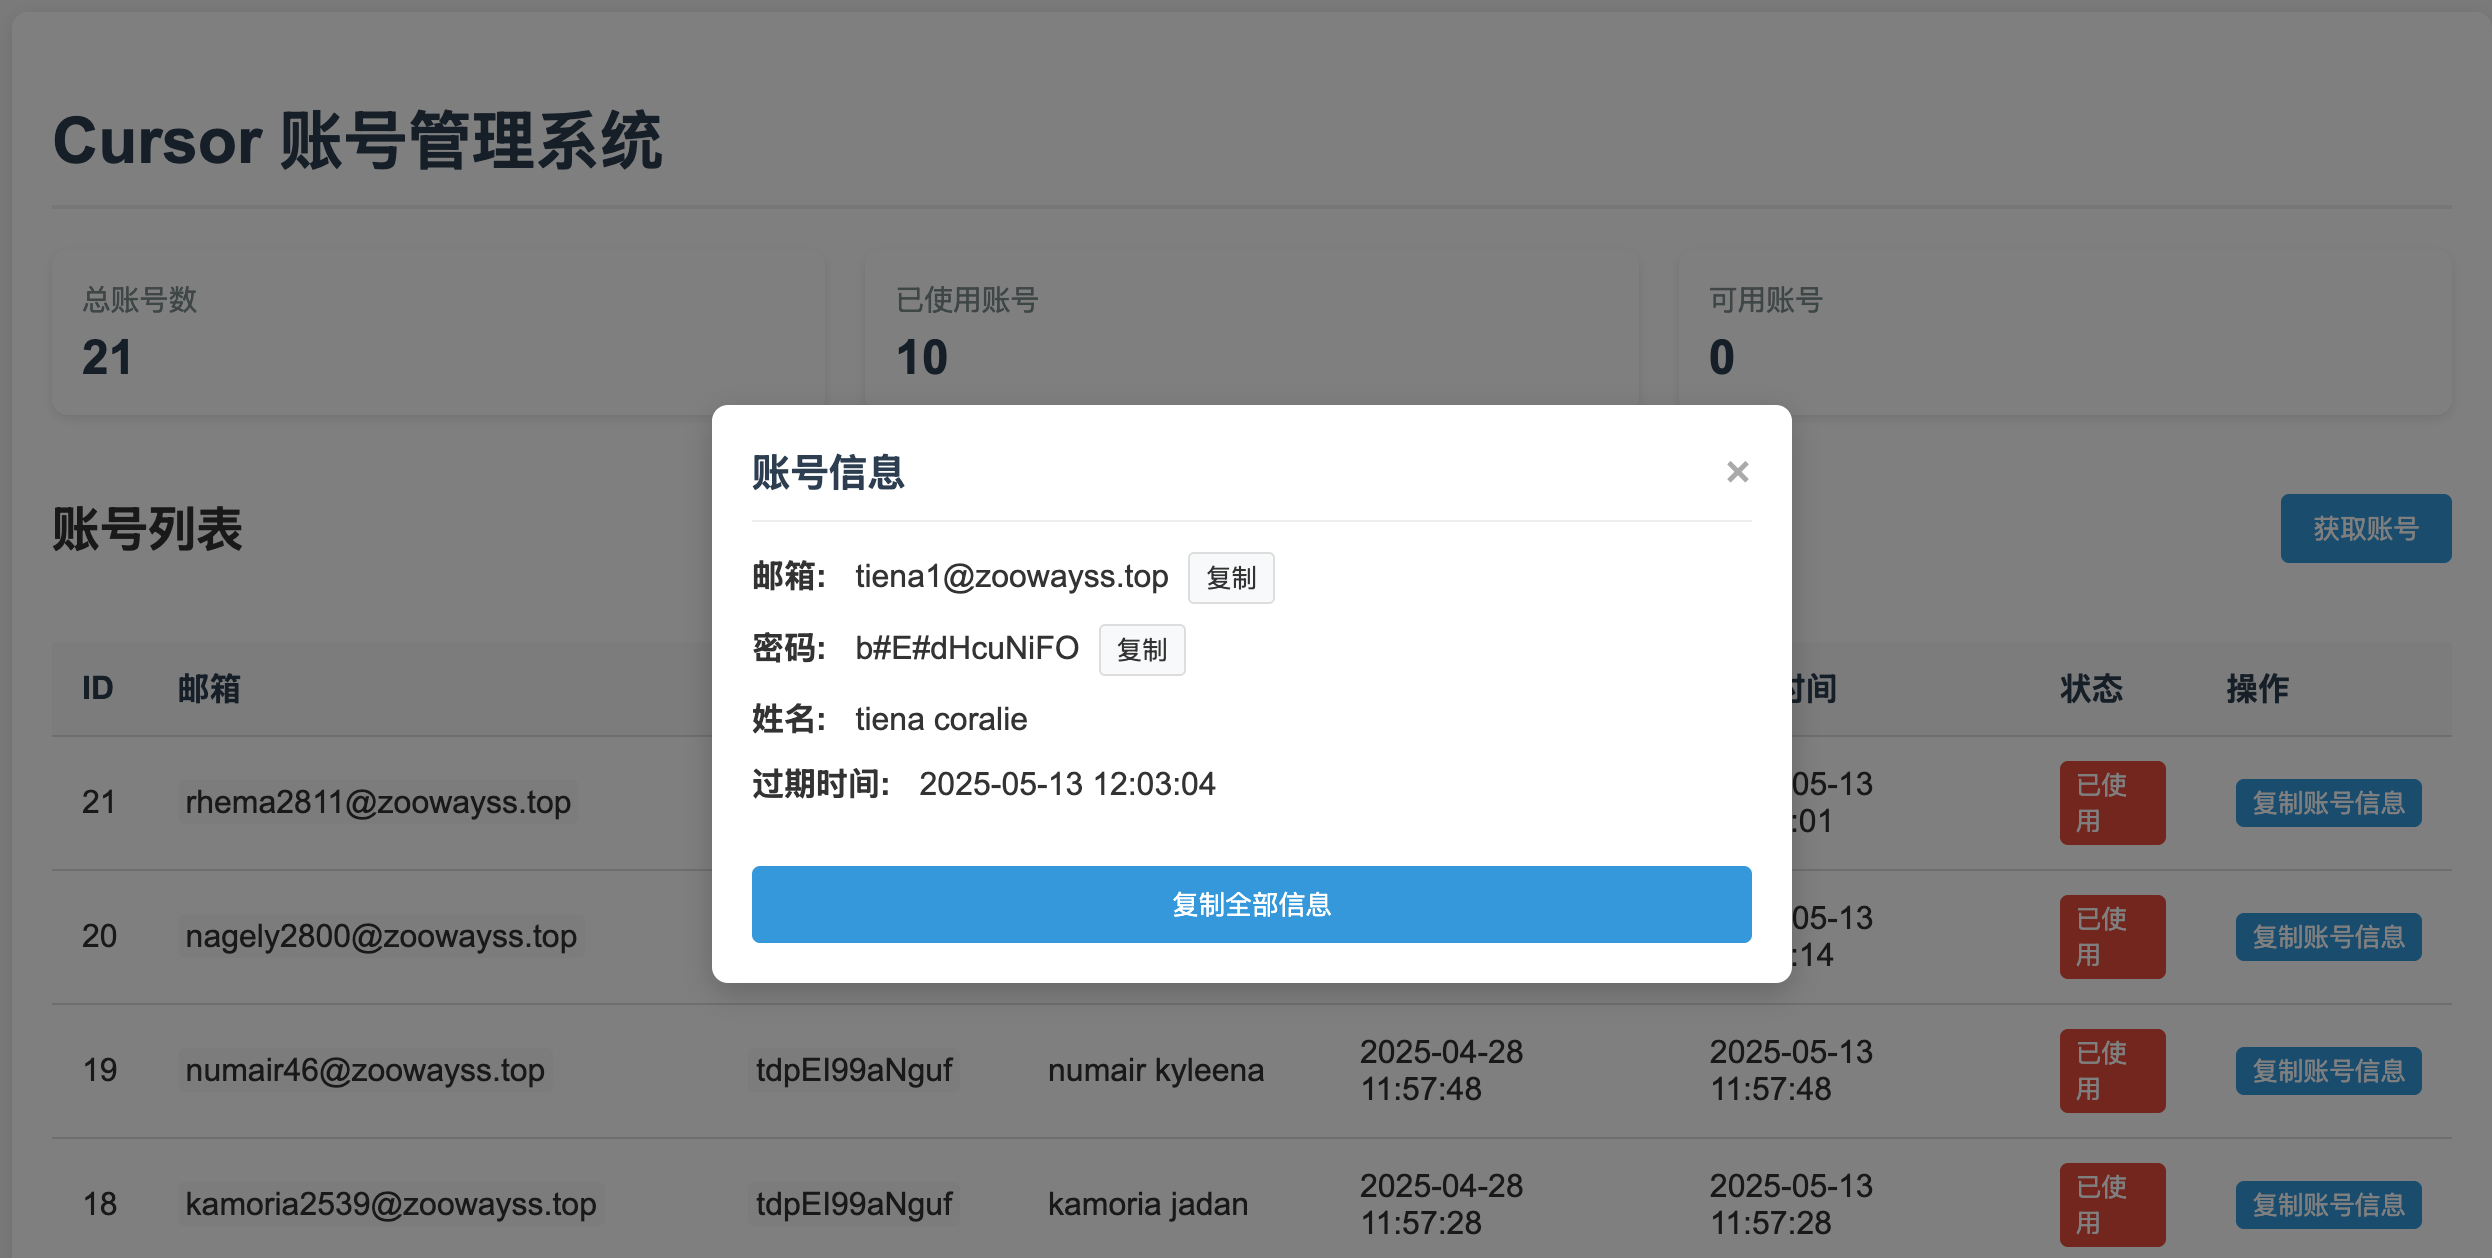 Cursor 账号管理系统
总账号数
21
已使用账号
10
可用账号
0
账号列表
获取账号
账号信息
×
邮箱: tiena1@zoowayss.top 复制
密码: b#E#dHcuNiFO 复制
姓名: tiena coralie
过期时间: 2025-05-13 12:03:04
复制全部信息
ID 邮箱 时间 状态 操作
21 rhema2811@zoowayss.top 05-13
:01 已使
用 复制账号信息
20 nagely2800@zoowayss.top 05-13
:14 已使
用 复制账号信息
19 numair46@zoowayss.top tdpEI99aNguf numair kyleena 2025-04-28
11:57:48 2025-05-13
11:57:48 已使
用 复制账号信息
18 kamoria2539@zoowayss.top tdpEI99aNguf kamoria jadan 2025-04-28
11:57:28 2025-05-13
11:57:28 已使
用 复制账号信息